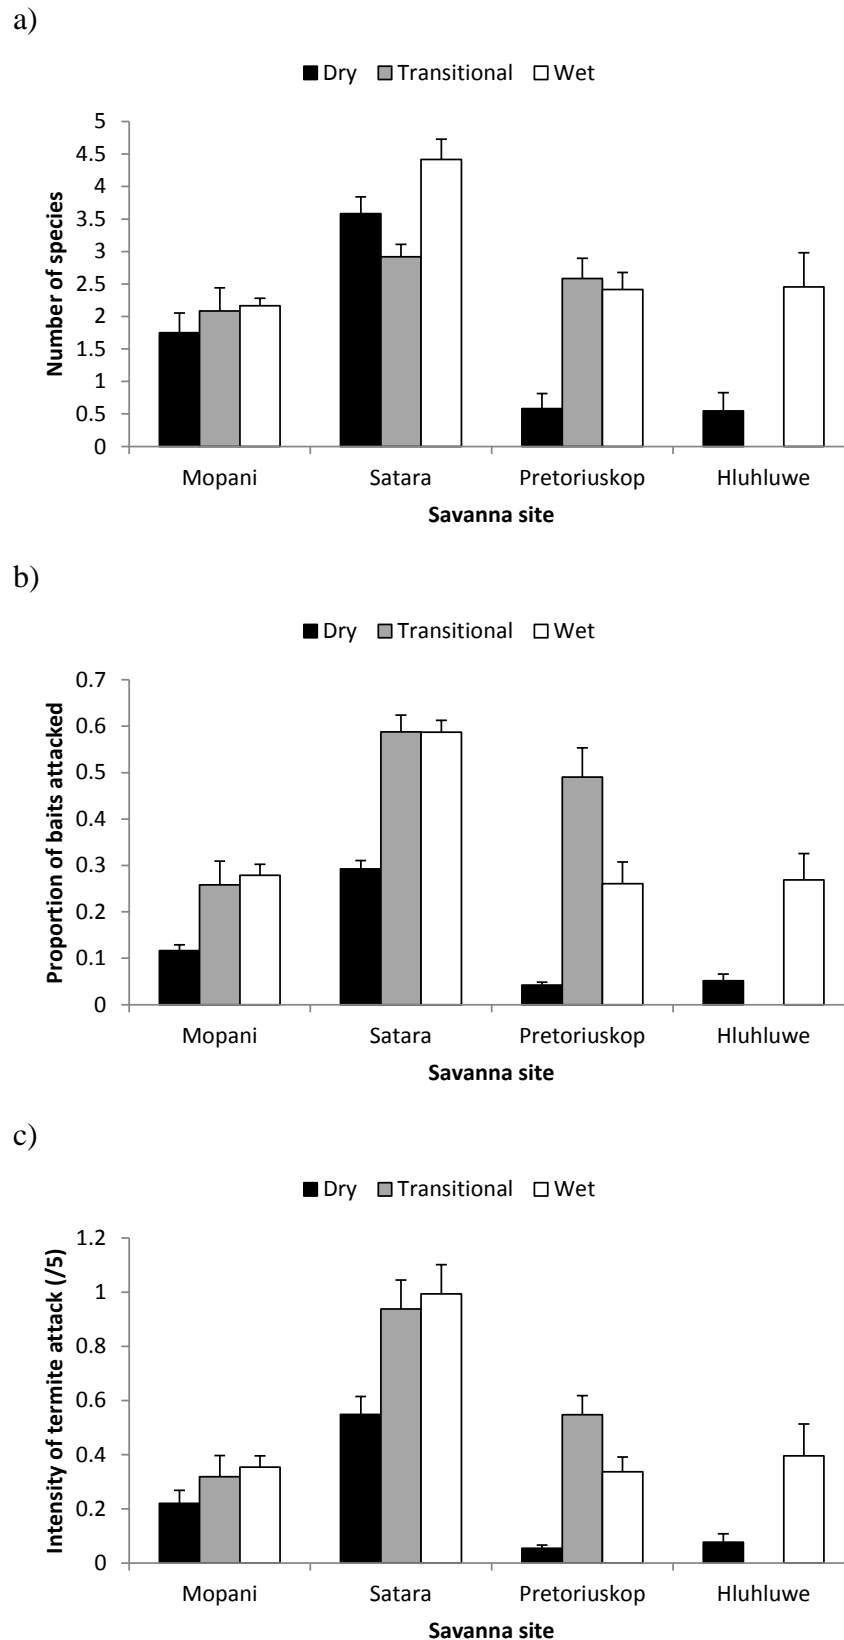 a)
Dry Transitional Wet
5
4.5
4
3.5
3
2.5
2
1.5
1
0.5
0
Number of species
Mopani Satara Pretoriuskop Hluhluwe
Savanna site
b)
Dry Transitional Wet
0.7
0.6
0.5
0.4
0.3
0.2
0.1
0
Proportion of baits attacked
Mopani Satara Pretoriuskop Hluhluwe
Savanna site
c)
Dry Transitional Wet
1.2
1
0.8
0.6
0.4
0.2
0
Intensity of termite attack (/5)
Mopani Satara Pretoriuskop Hluhluwe
Savanna site